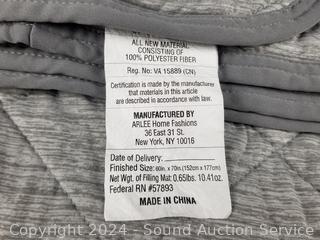 ALL NEW MATERIAL
CONSISTING OF
100% POLYESTER FIBER
Reg. No: VA 15889 (CN)
Certification is made by the manufacturer
that materials in this article
are described in accordance with law.
MANUFACTURED BY
ARLEE Home Fashions
36 East 31 St.
New York, NY 10016
Date of Delivery:
Finished Size: 60in. x 70in. (152cm x 177cm)
Net Wgt. of Filling Mat: 0.65lbs. 10.41oz.
Federal RN #57893
MADE IN CHINA
Copyright 2024 - Sound Auction Service